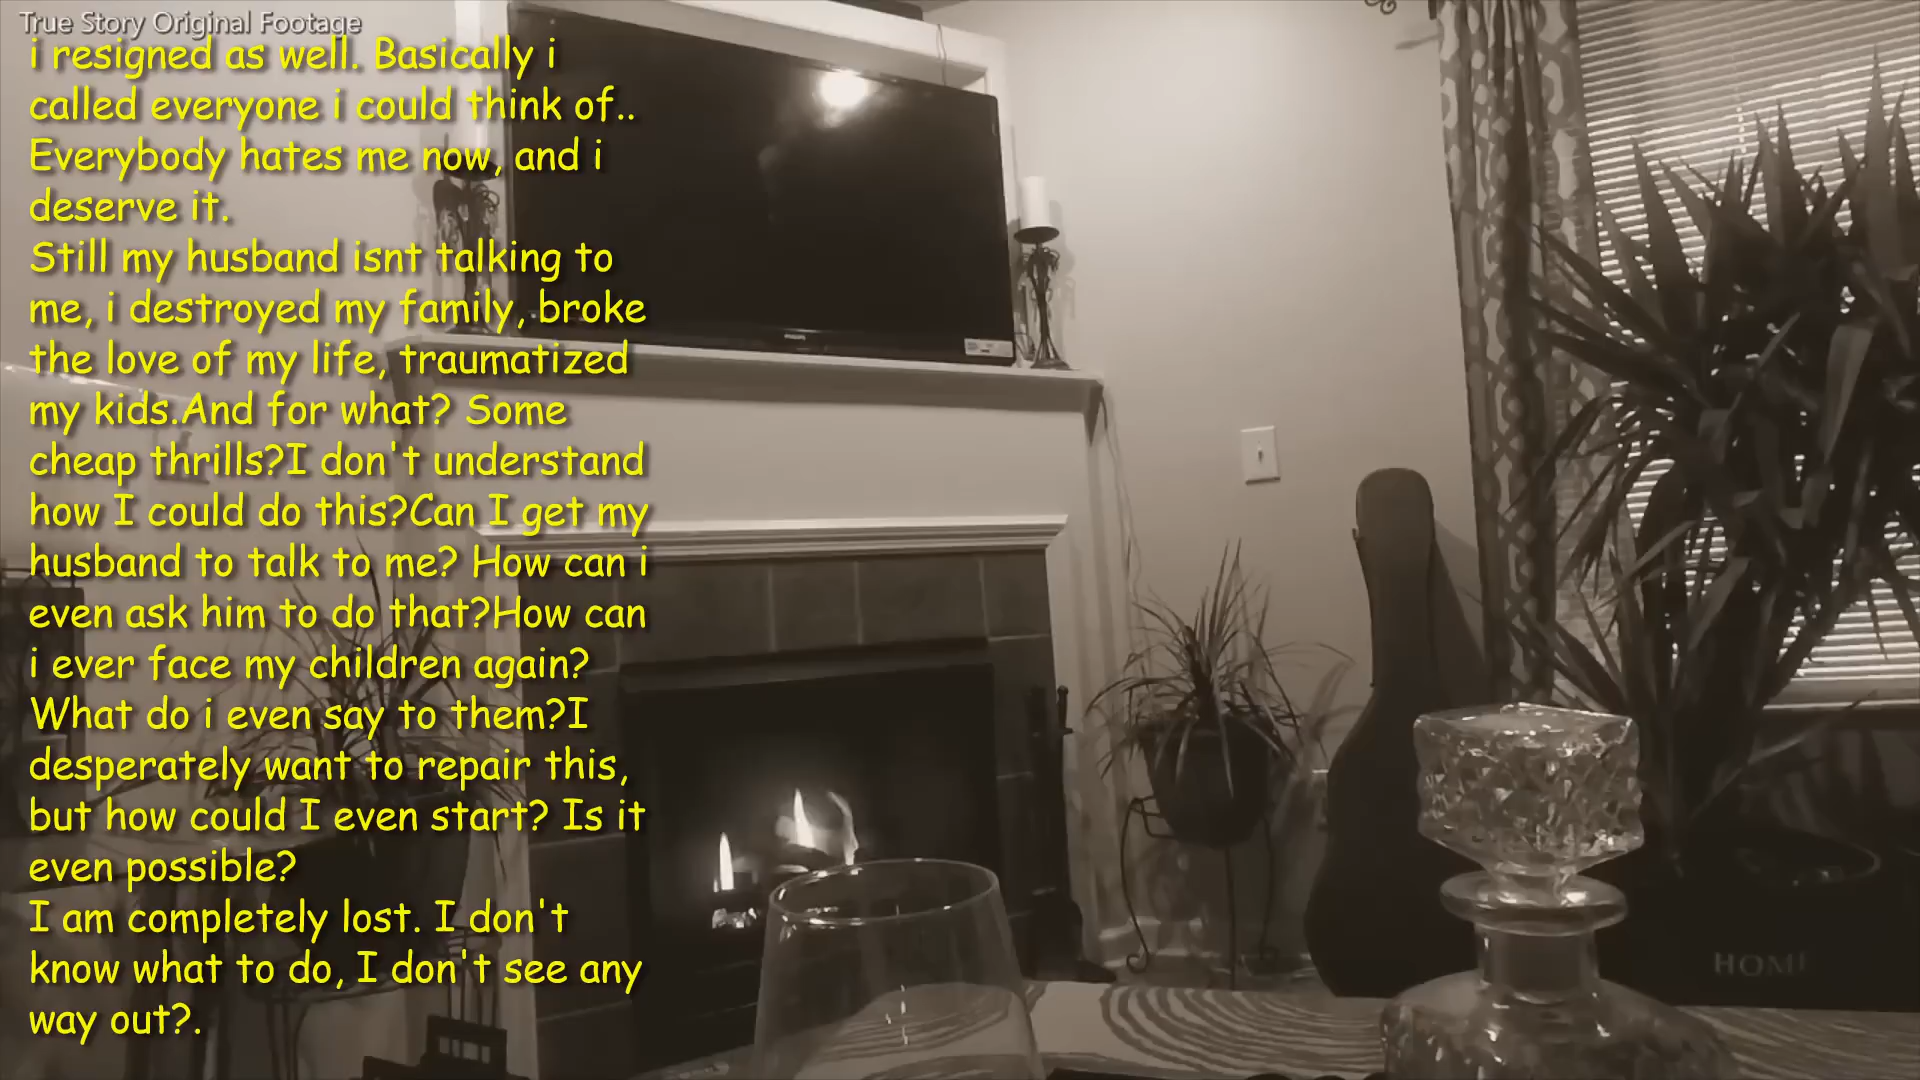 True Story Original Footage
i resigned as well. Basically i
called everyone i could think of..
Everybody hates me now, and i
deserve it.
Still my husband isnt talking to
me, i destroyed my family, broke
the love of my life, traumatized
my kids.And for what? Some
cheap thrills?I don't understand
how I could do this?Can I get my
husband to talk to me? How can i
even ask him to do that?How can
i ever face my children again?
What do i even say to them?I
desperately want to repair this,
but how could I even start? Is it
even possible?
I am completely lost. I don't
know what to do, I don't see any
way out?.
PHILIPS
HOME